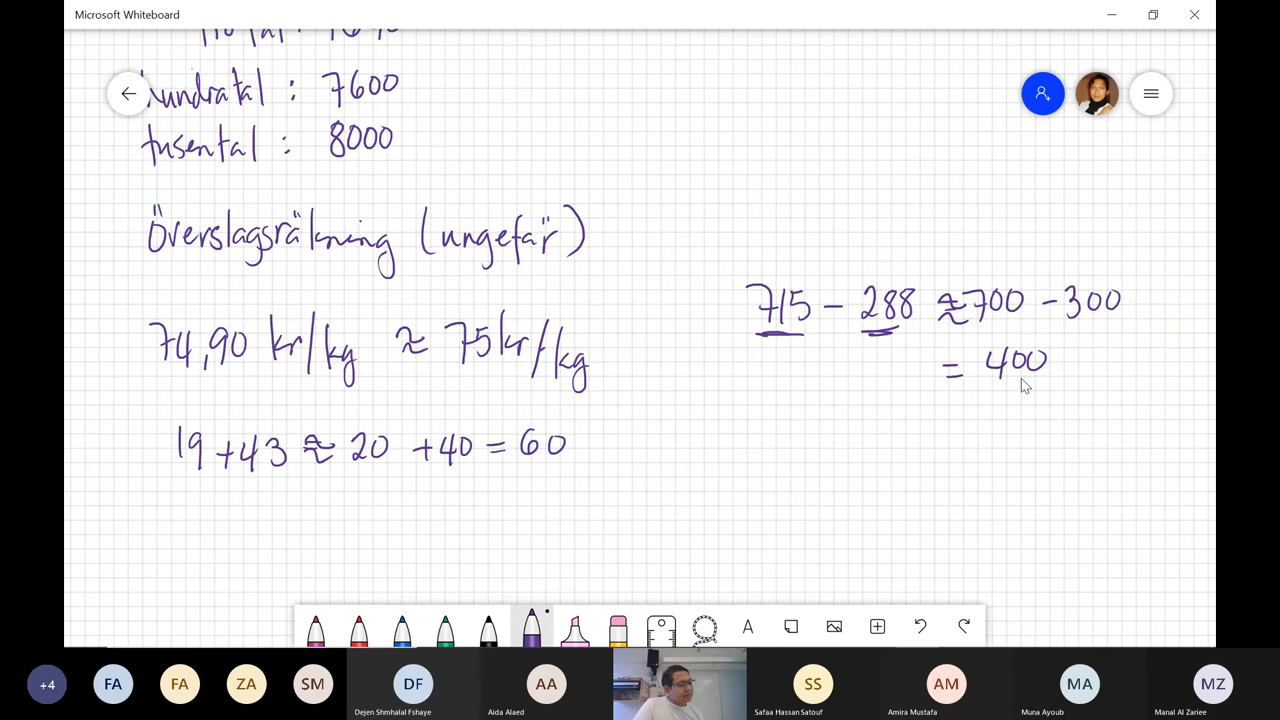 Microsoft Whiteboard
hundratal : 7600
tusental : 8000
Överslagsräkning (ungefär)
74,90 kr/kg ≈ 75kr/kg
19 + 43 ≈ 20 + 40 = 60
715 - 288 ≈ 700 - 300
= 400
A
+4
FA
FA
ZA
SM
DF
Dejen Shmhalal Fshaye
AA
Aida Alaed
SS
Safaa Hassan Satouf
AM
Amira Mustafa
MA
Muna Ayoub
MZ
Manal Al Zariee